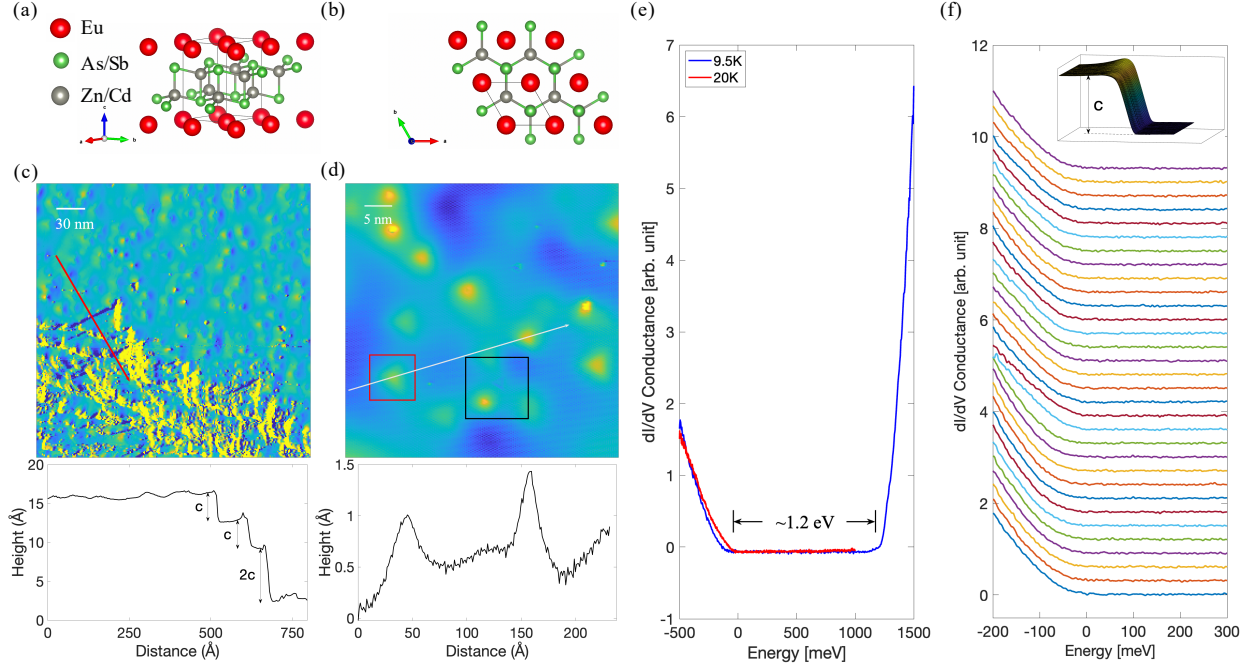 (a)
Eu
As/Sb
Zn/Cd
c
a
b
(b)
b
a
(c)
30 nm
20
15
10
5
0
Height (Å)
c
c
2c
0
250
500
750
Distance (Å)
(d)
5 nm
1.5
1
0.5
0
Height (Å)
0
50
100
150
200
Distance (Å)
(e)
9.5K
20K
7
6
5
4
3
2
1
0
-1
dI/dV Conductance [arb. unit]
~1.2 eV
-500
0
500
1000
1500
Energy [meV]
(f)
C
12
10
8
6
4
2
0
dI/dV Conductance [arb. unit]
-200
-100
0
100
200
300
Energy [meV]